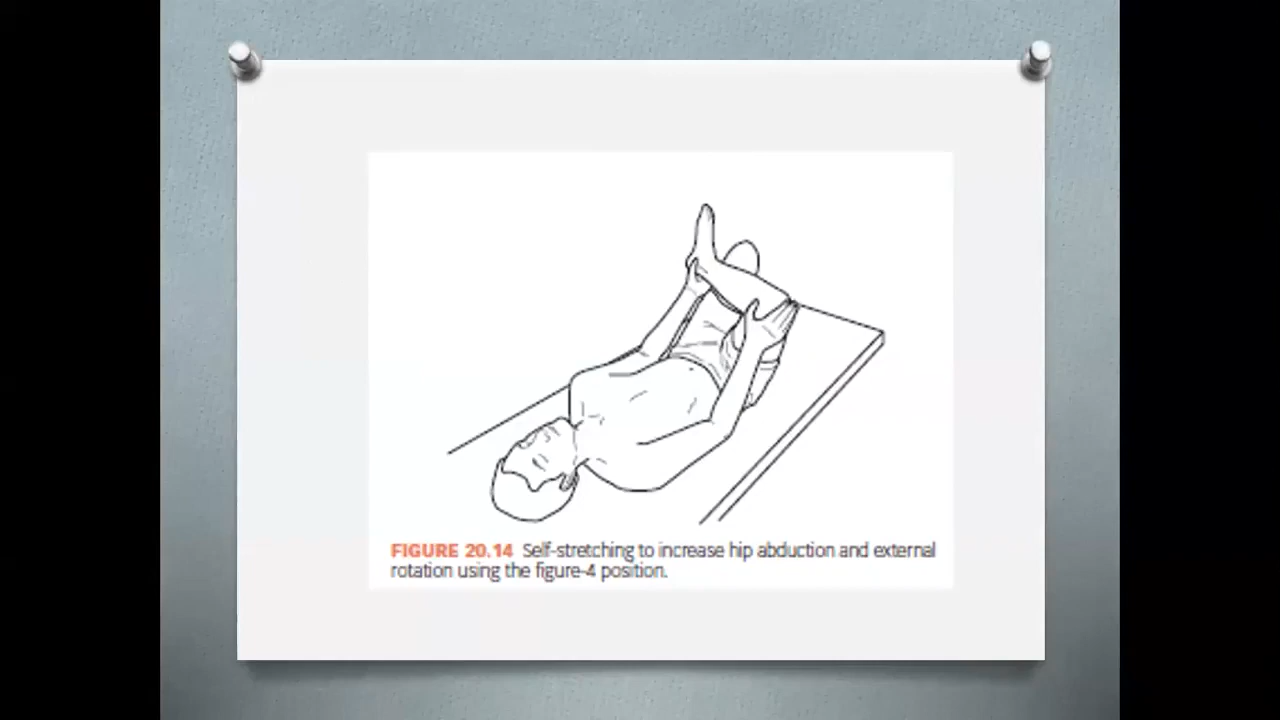 FIGURE 20.14 Self-stretching to increase hip abduction and external
rotation using the figure-4 position.